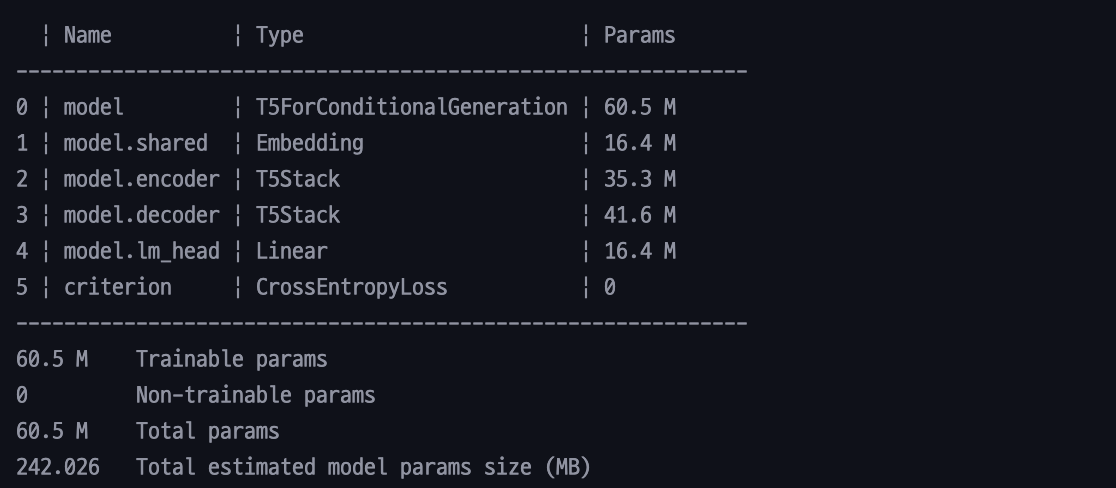 ¦ Name          ¦ Type                       ¦ Params
-------------------------------------------------------------
0 ¦ model         ¦ T5ForConditionalGeneration ¦ 60.5 M
1 ¦ model.shared  ¦ Embedding                  ¦ 16.4 M
2 ¦ model.encoder ¦ T5Stack                    ¦ 35.3 M
3 ¦ model.decoder ¦ T5Stack                    ¦ 41.6 M
4 ¦ model.lm_head ¦ Linear                     ¦ 16.4 M
5 ¦ criterion     ¦ CrossEntropyLoss           ¦ 0
-------------------------------------------------------------
60.5 M    Trainable params
0         Non-trainable params
60.5 M    Total params
242.026   Total estimated model params size (MB)